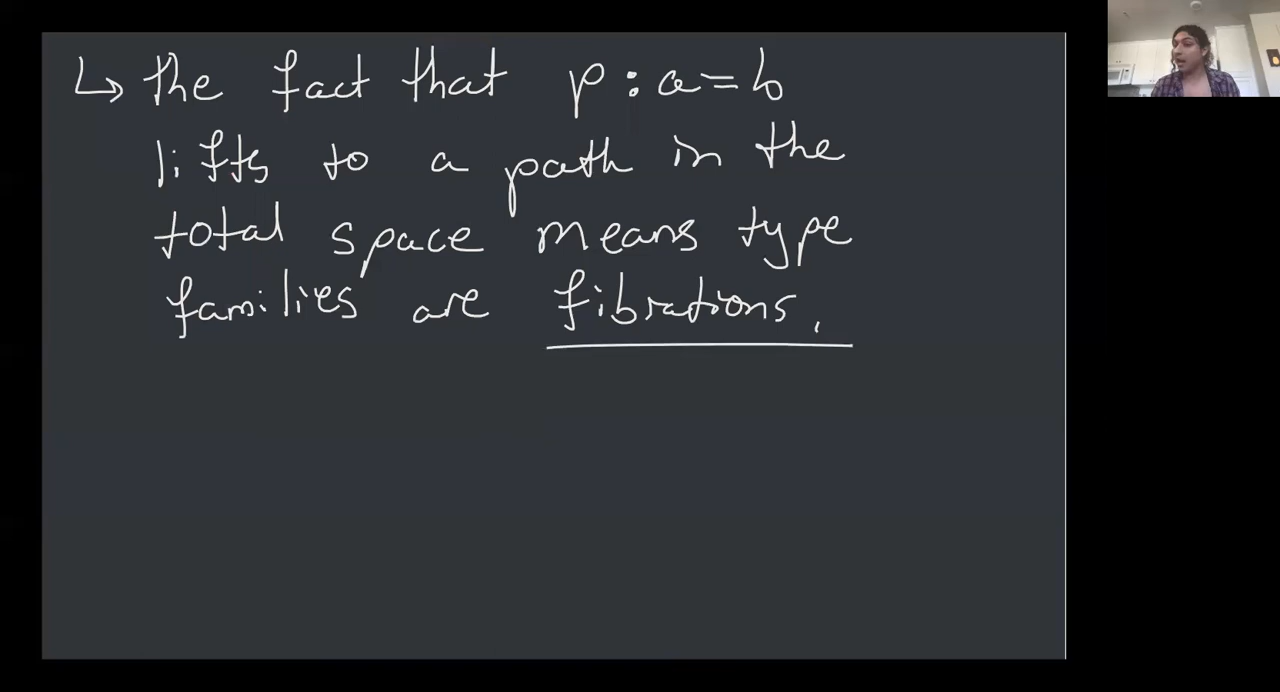 ↳ the fact that p : a = b
lifts to a path in the
total space means type
families are fibrations.